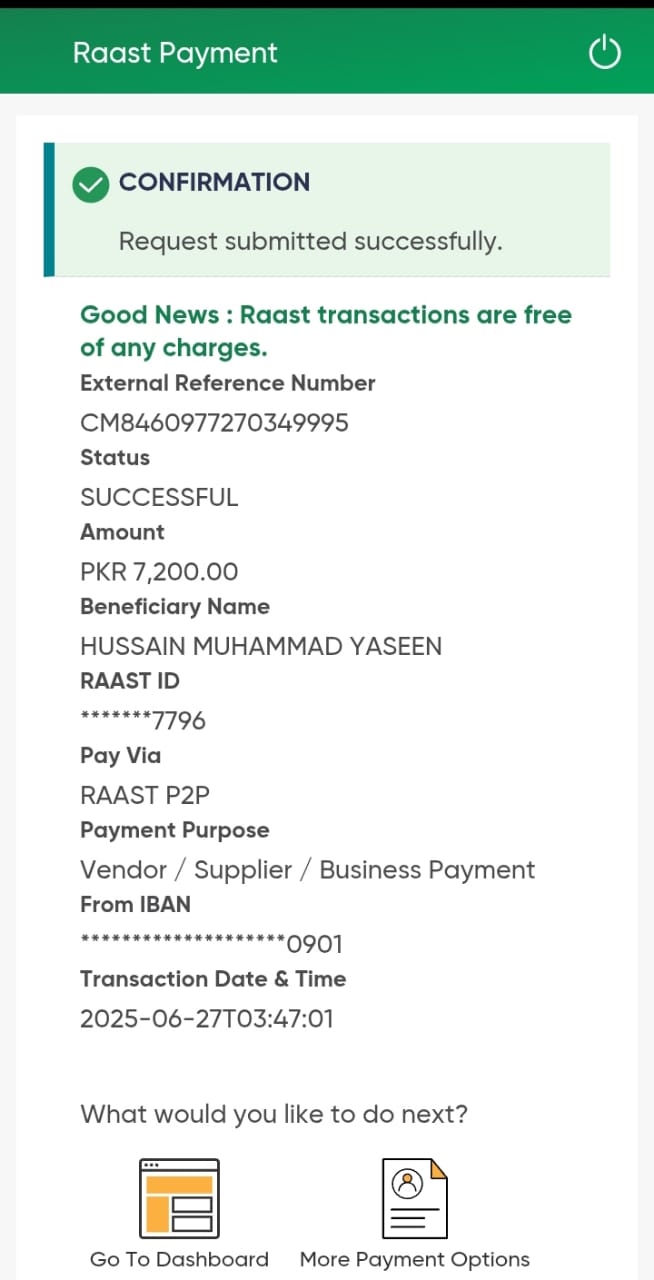 Raast Payment
CONFIRMATION
Request submitted successfully.
Good News : Raast transactions are free
of any charges.
External Reference Number
CM8460977270349995
Status
SUCCESSFUL
Amount
PKR 7,200.00
Beneficiary Name
HUSSAIN MUHAMMAD YASEEN
RAAST ID
*******7796
Pay Via
RAAST P2P
Payment Purpose
Vendor / Supplier / Business Payment
From IBAN
********************0901
Transaction Date & Time
2025-06-27T03:47:01
What would you like to do next?
Go To Dashboard
More Payment Options